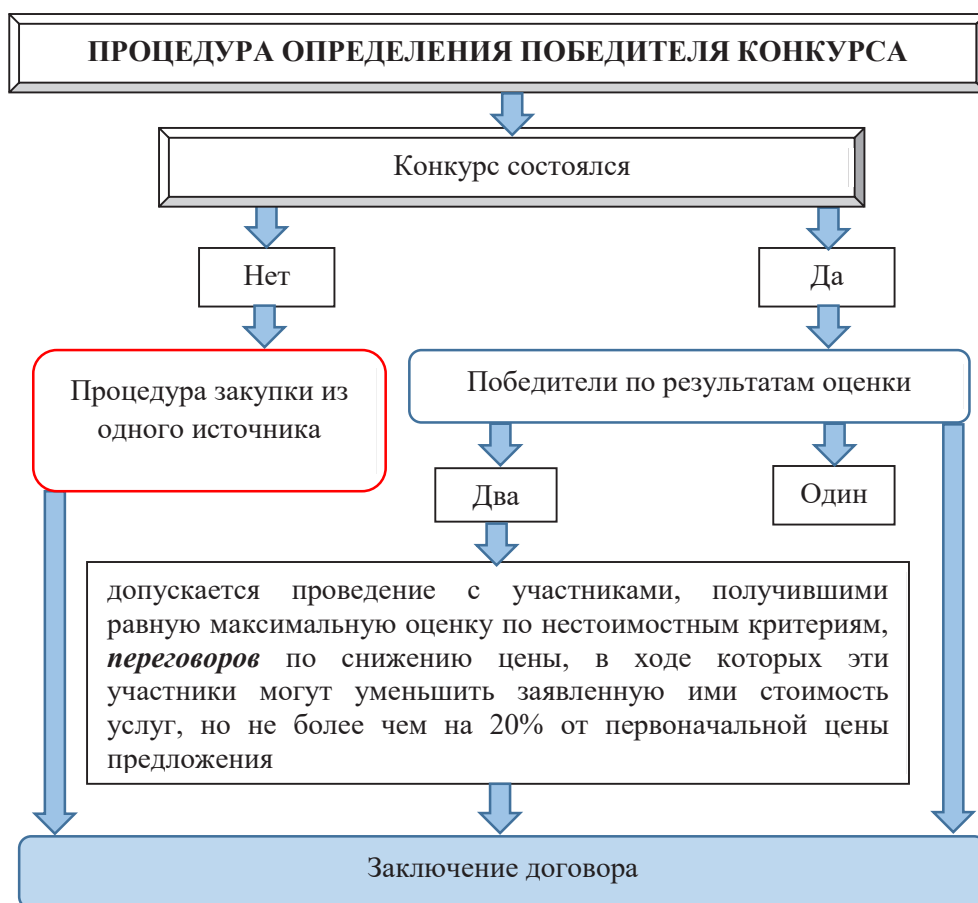 ПРОЦЕДУРА ОПРЕДЕЛЕНИЯ ПОБЕДИТЕЛЯ КОНКУРСА
Конкурс состоялся
Нет
Да
Процедура закупки из
одного источника
Победители по результатам оценки
Два
Один
допускается проведение с участниками, получившими
равную максимальную оценку по нестоимостным критериям,
переговоров по снижению цены, в ходе которых эти
участники могут уменьшить заявленную ими стоимость
услуг, но не более чем на 20% от первоначальной цены
предложения
Заключение договора